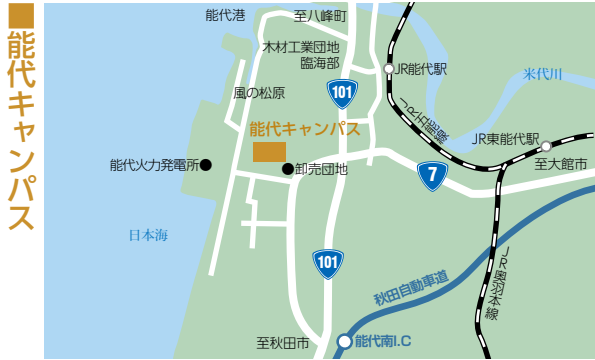 ■能代キャンパス
能代港
至八峰町
木材工業団地
臨海部
JR能代駅
米代川
101
風の松原
能代キャンパス
JR五能線
JR東能代駅
至大館市
能代火力発電所
卸売団地
7
日本海
101
JR奥羽本線
秋田自動車道
至秋田市
能代南I.C